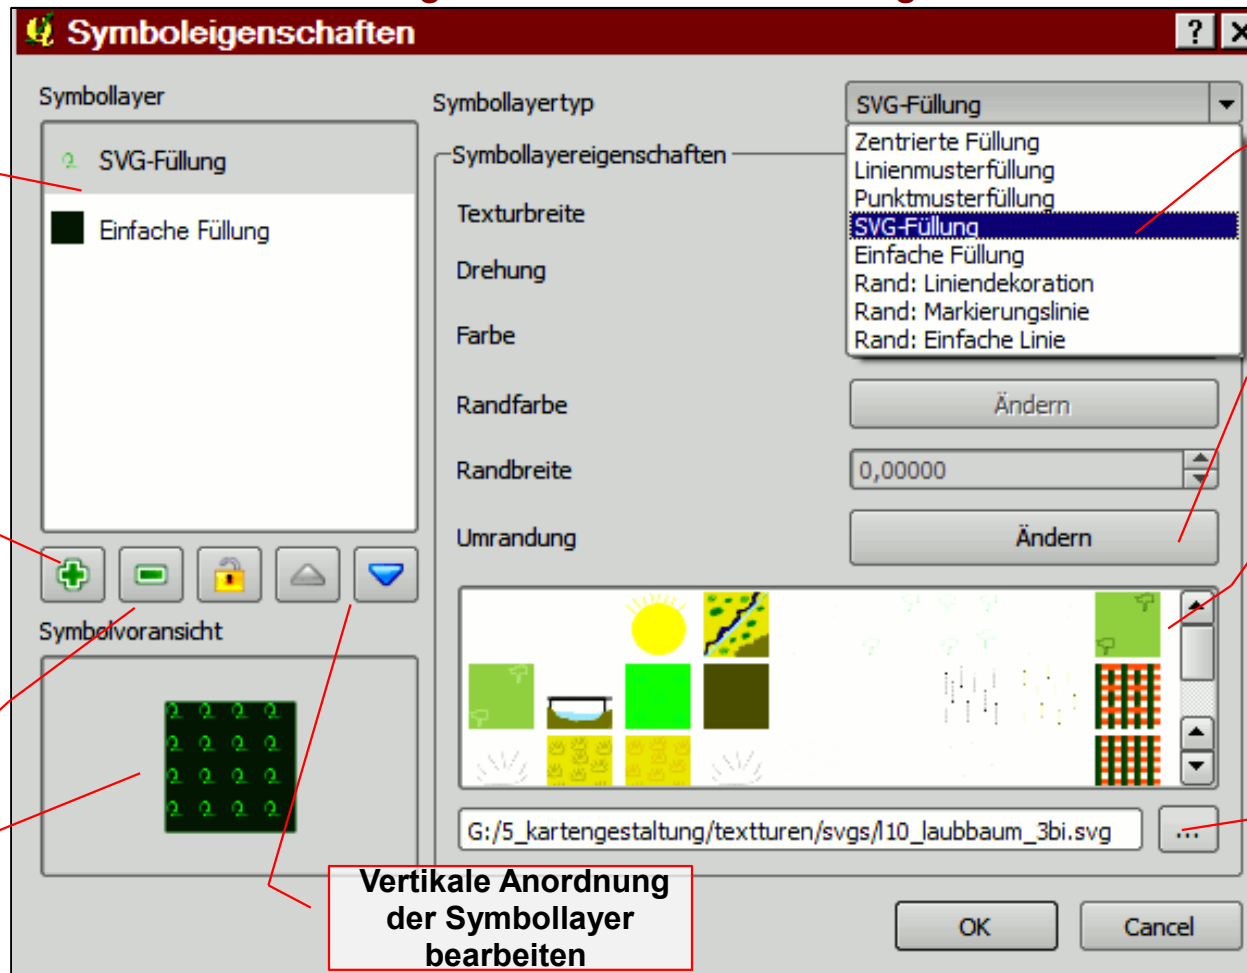 Symboleigenschaften
?
Symbollayer
SVG-Füllung
Einfache Füllung
Symbolvoransicht
Symbollayertyp
SVG-Füllung
Zentrierte Füllung
Linienmusterfüllung
Punktmusterfüllung
SVG-Füllung
Einfache Füllung
Rand: Liniendekoration
Rand: Markierungslinie
Rand: Einfache Linie
Symbollayereigenschaften
Texturbreite
Drehung
Farbe
Randfarbe
Ändern
Randbreite
0,00000
Umrandung
Ändern
G:/5_kartengestaltung/textturen/svgs/l10_laubbaum_3bi.svg
...
Vertikale Anordnung
der Symbollayer
bearbeiten
OK
Cancel